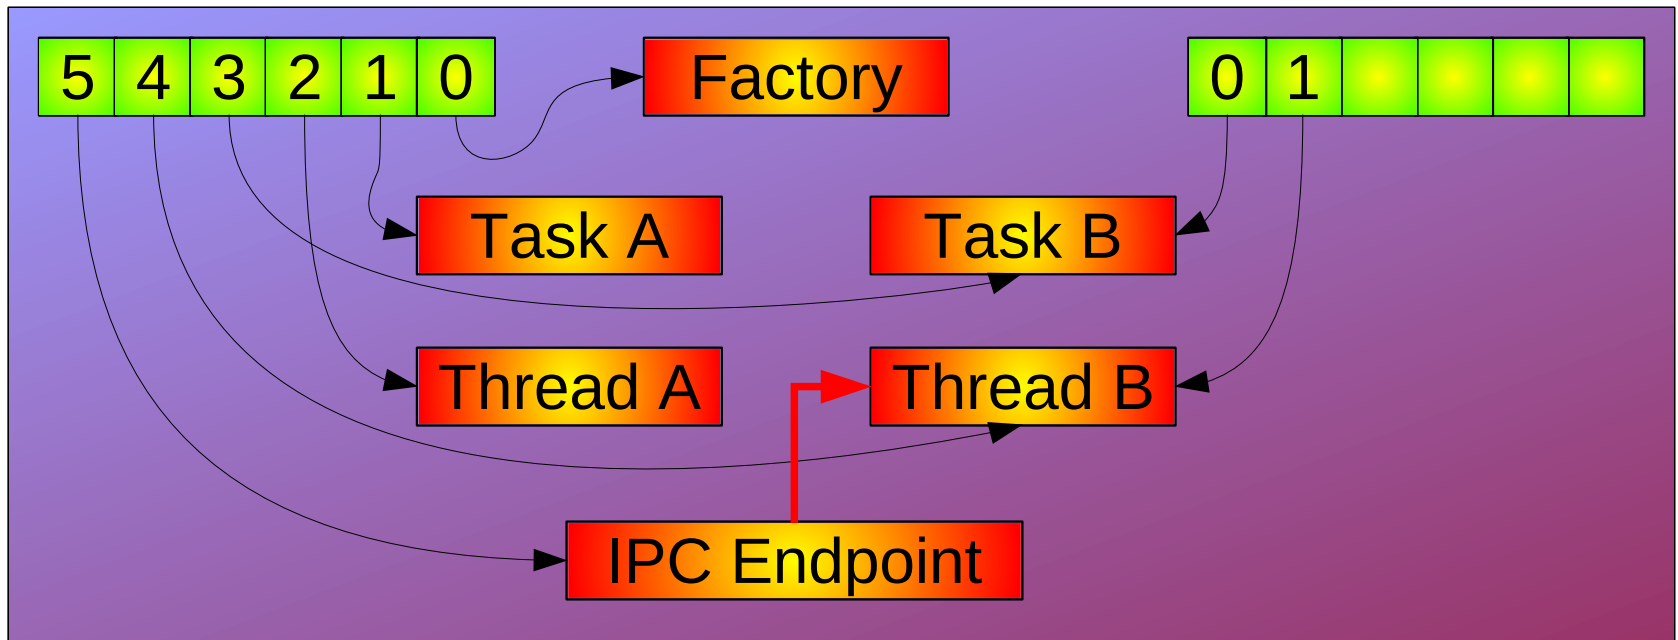 5 4 3 2 1 0
Factory
0 1
Task A
Task B
Thread A
Thread B
IPC Endpoint